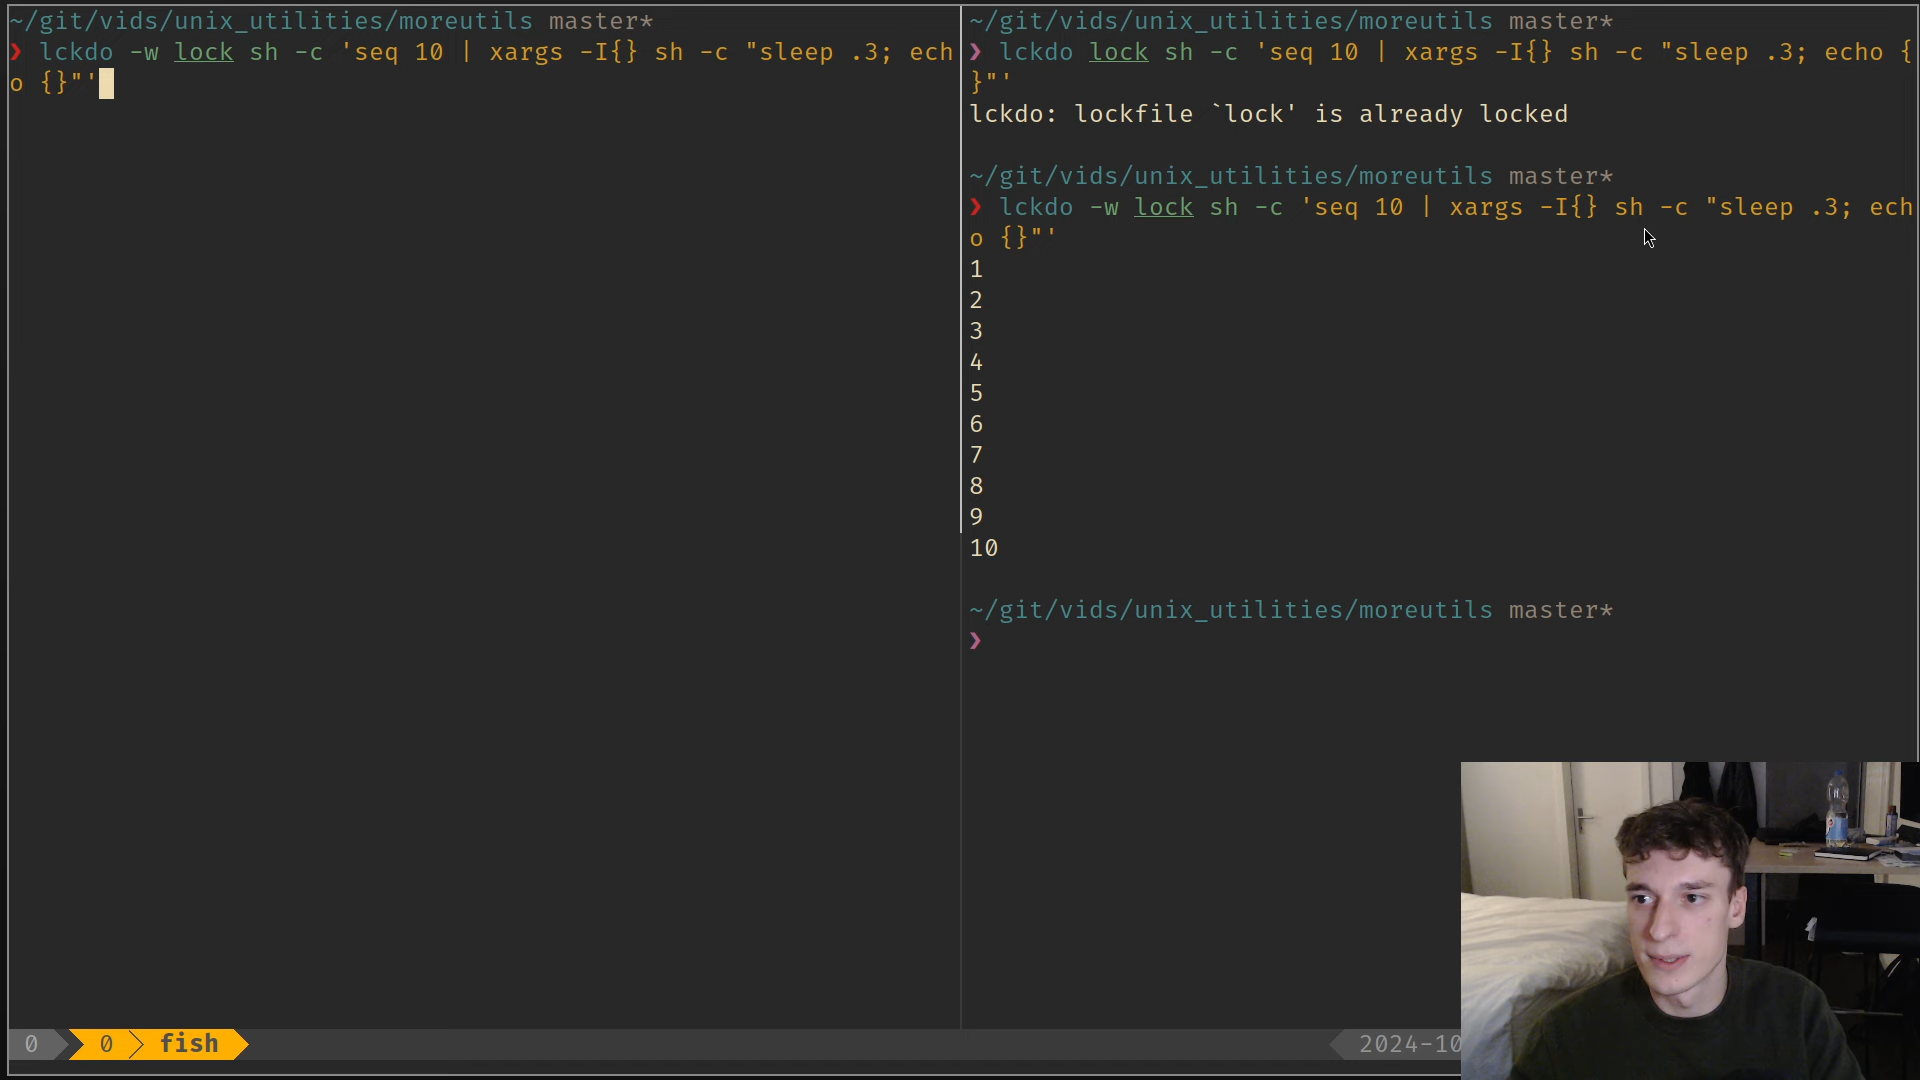 ~/git/vids/unix_utilities/moreutils master*
❯ lckdo -w lock sh -c 'seq 10 | xargs -I{} sh -c "sleep .3; ech
o {}"'
~/git/vids/unix_utilities/moreutils master*
❯ lckdo lock sh -c 'seq 10 | xargs -I{} sh -c "sleep .3; echo {
}"'
lckdo: lockfile `lock' is already locked
~/git/vids/unix_utilities/moreutils master*
❯ lckdo -w lock sh -c 'seq 10 | xargs -I{} sh -c "sleep .3; ech
o {}"'
1
2
3
4
5
6
7
8
9
10
~/git/vids/unix_utilities/moreutils master*
❯
0 0 fish
2024-10